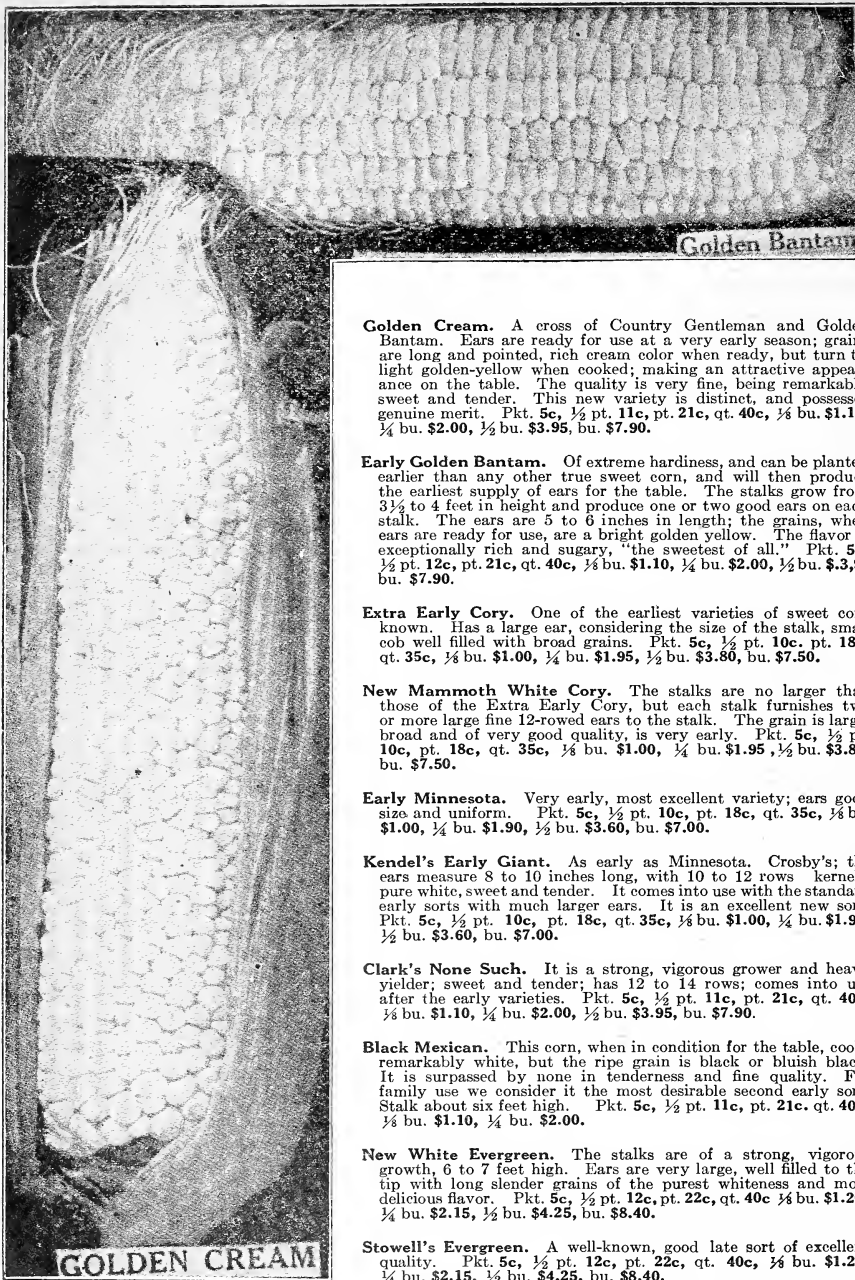 Golden Bantam
Golden Cream. A cross of Country Gentleman and Golde
Bantam. Ears are ready for use at a very early season; grain
are long and pointed, rich cream color when ready, but turn t
light golden-yellow when cooked; making an attractive appea
ance on the table. The quality is very fine, being remarkabl
sweet and tender. This new variety is distinct, and possesse
genuine merit. Pkt. 5c, ½ pt. 11c, pt. 21c, qt. 40c, ⅛ bu. $1.1
¼ bu. $2.00, ½ bu. $3.95, bu. $7.90.
Early Golden Bantam. Of extreme hardiness, and can be plante
earlier than any other true sweet corn, and will then produ
the earliest supply of ears for the table. The stalks grow fro
3½ to 4 feet in height and produce one or two good ears on eac
stalk. The ears are 5 to 6 inches in length; the grains, whe
ears are ready for use, are a bright golden yellow. The flavor
exceptionally rich and sugary, "the sweetest of all." Pkt. 5
½ pt. 12c, pt. 21c, qt. 40c, ⅛ bu. $1.10, ¼ bu. $2.00, ½ bu. $.3,
bu. $7.90.
Extra Early Cory. One of the earliest varieties of sweet co
known. Has a large ear, considering the size of the stalk, sma
cob well filled with broad grains. Pkt. 5c, ½ pt. 10c. pt. 18
qt. 35c, ⅛ bu. $1.00, ¼ bu. $1.95, ½ bu. $3.80, bu. $7.50.
New Mammoth White Cory. The stalks are no larger tha
those of the Extra Early Cory, but each stalk furnishes tw
or more large fine 12-rowed ears to the stalk. The grain is larg
broad and of very good quality, is very early. Pkt. 5c, ½ p
10c, pt. 18c, qt. 35c, ⅛ bu. $1.00, ¼ bu. $1.95 ,½ bu. $3.8
bu. $7.50.
Early Minnesota. Very early, most excellent variety; ears goo
size and uniform. Pkt. 5c, ½ pt. 10c, pt. 18c, qt. 35c, ⅛ b
$1.00, ¼ bu. $1.90, ½ bu. $3.60, bu. $7.00.
Kendel's Early Giant. As early as Minnesota. Crosby's; t
ears measure 8 to 10 inches long, with 10 to 12 rows kerne
pure white, sweet and tender. It comes into use with the standa
early sorts with much larger ears. It is an excellent new sor
Pkt. 5c, ½ pt. 10c, pt. 18c, qt. 35c, ⅛ bu. $1.00, ¼ bu. $1.9
½ bu. $3.60, bu. $7.00.
Clark's None Such. It is a strong, vigorous grower and heav
yielder; sweet and tender; has 12 to 14 rows; comes into u
after the early varieties. Pkt. 5c, ½ pt. 11c, pt. 21c, qt. 40
⅛ bu. $1.10, ¼ bu. $2.00, ½ bu. $3.95, bu. $7.90.
Black Mexican. This corn, when in condition for the table, coo
remarkably white, but the ripe grain is black or bluish blac
It is surpassed by none in tenderness and fine quality. F
family use we consider it the most desirable second early sor
Stalk about six feet high. Pkt. 5c, ½ pt. 11c, pt. 21c. qt. 40
⅛ bu. $1.10, ¼ bu. $2.00.
New White Evergreen. The stalks are of a strong, vigoro
growth, 6 to 7 feet high. Ears are very large, well filled to t
tip with long slender grains of the purest whiteness and mo
delicious flavor. Pkt. 5c, ½ pt. 12c, pt. 22c, qt. 40c ⅛ bu. $1.2
¼ bu. $2.15, ½ bu. $4.25, bu. $8.40.
Stowell's Evergreen. A well-known, good late sort of excelle
quality. Pkt. 5c, ½ pt. 12c, pt. 22c, qt. 40c, ⅛ bu. $1.2
¼ bu. $2.15, ½ bu. $4.25, bu. $8.40.
GOLDEN CREAM